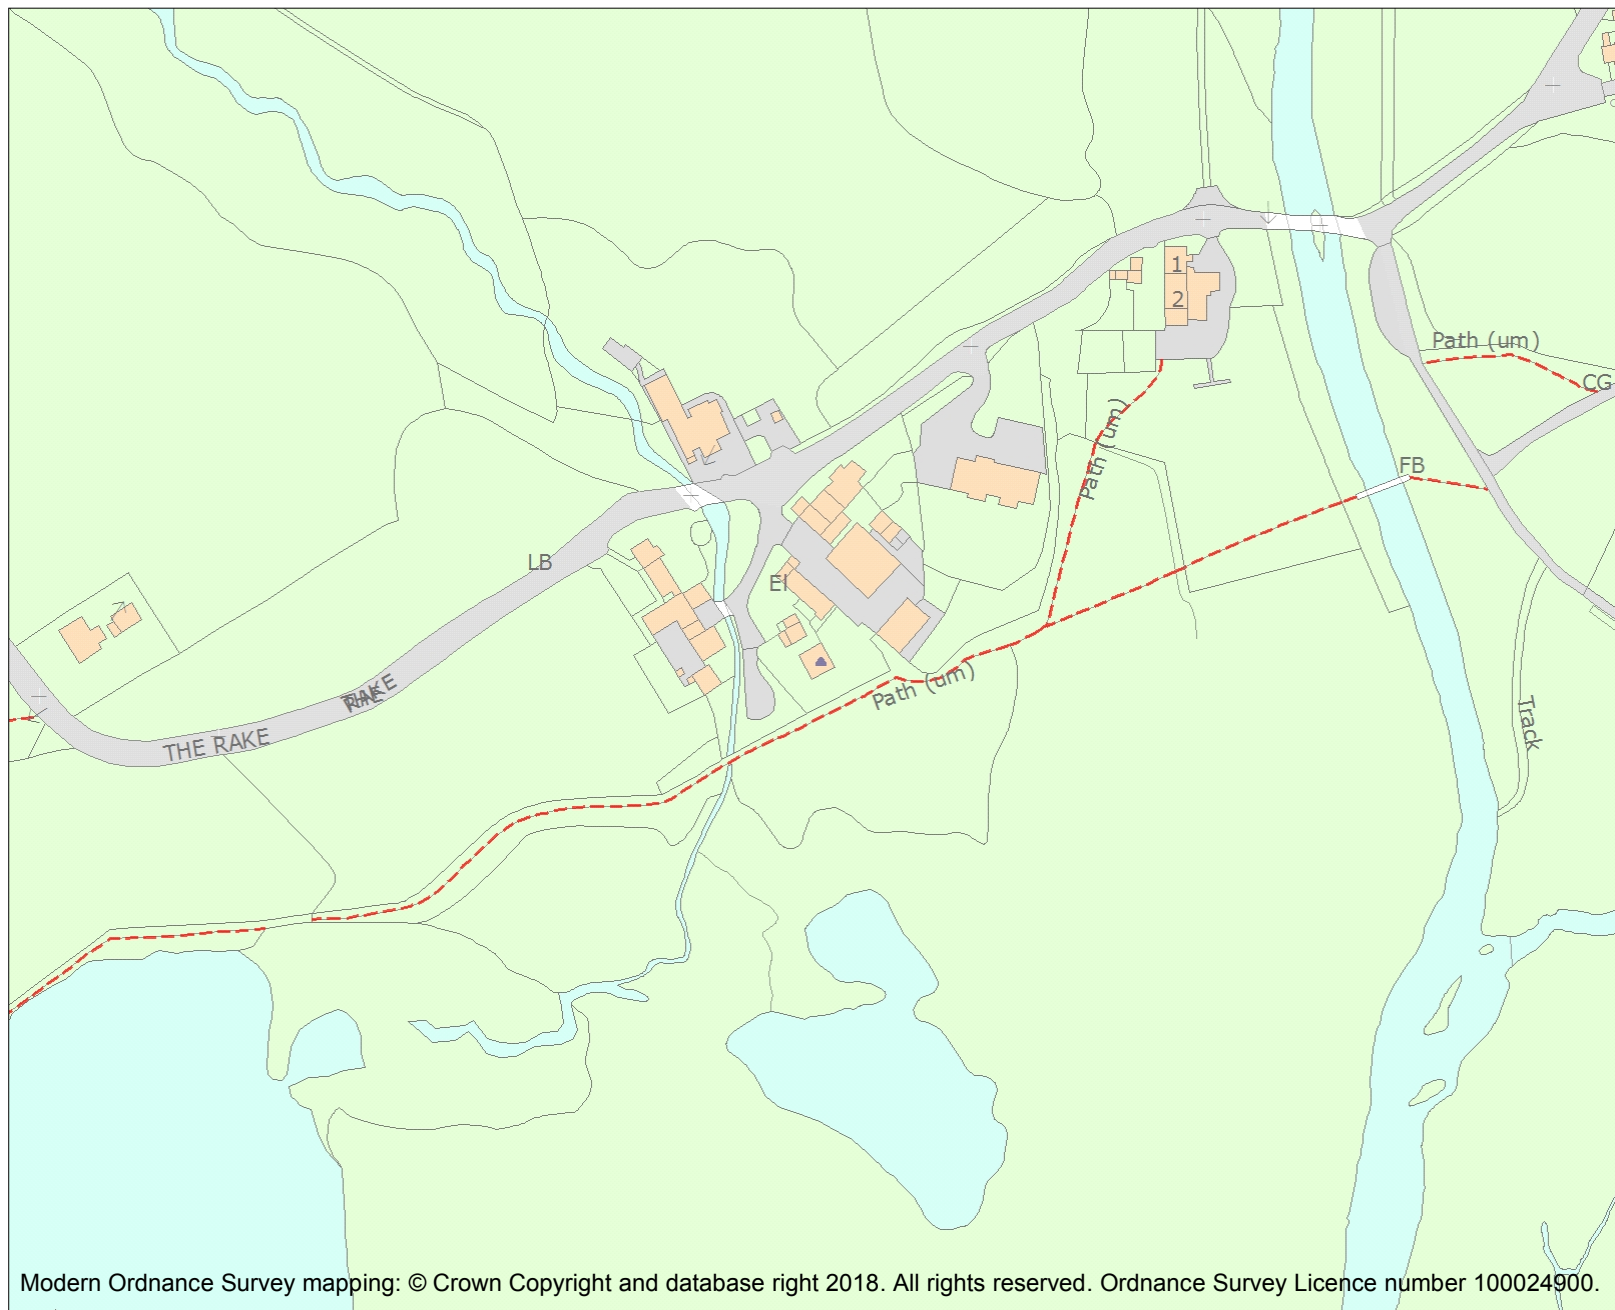 1
2
Path (um)
CG
Path (um)
FB
LB
El
Path (um)
THE RAKE
THE RAKE
Track
Modern Ordnance Survey mapping: © Crown Copyright and database right 2018. All rights reserved. Ordnance Survey Licence number 100024900.